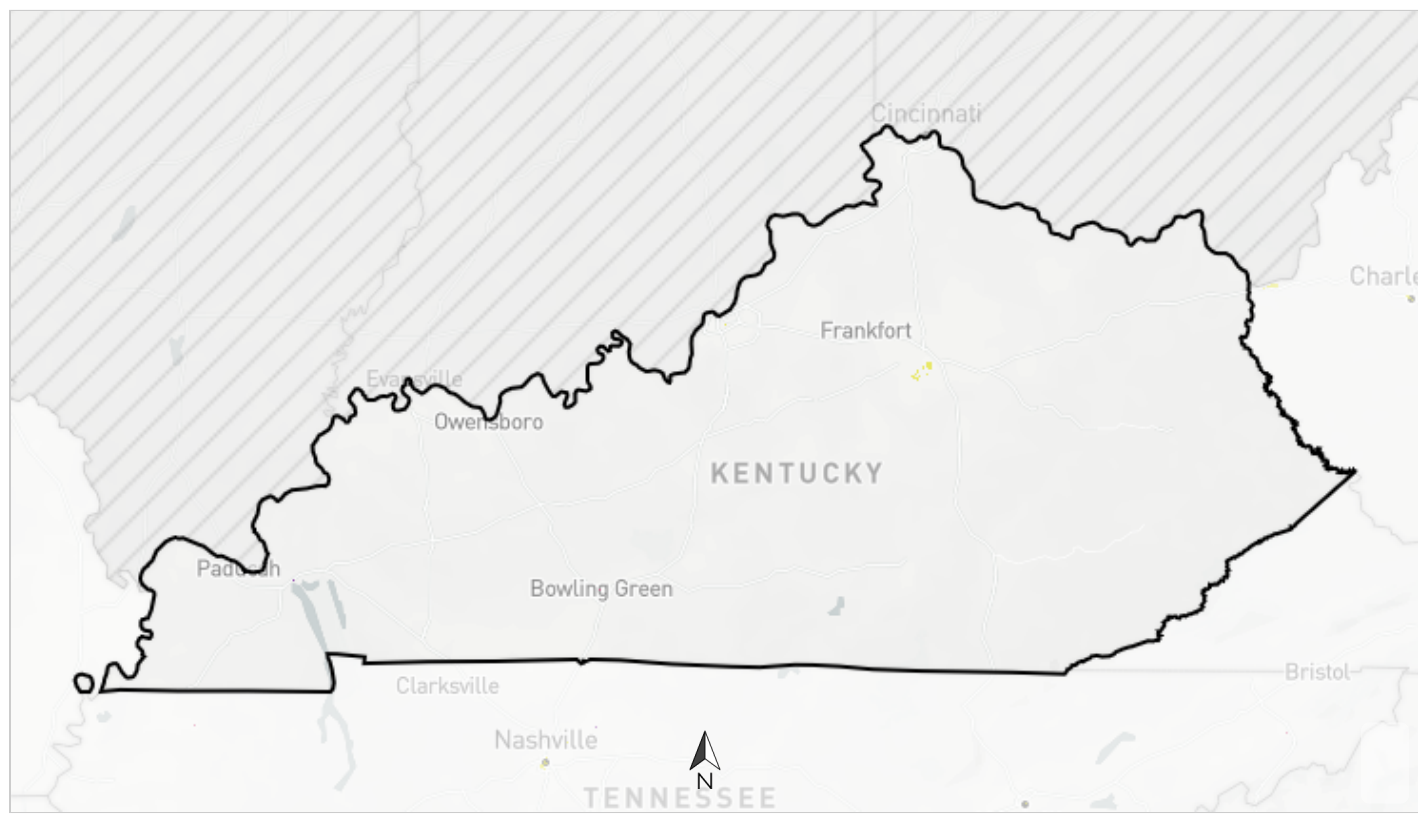 Cincinnati
Charle
Frankfort
Evansville
Owensboro
KENTUCKY
Paducah
Bowling Green
Clarksville
Bristol
Nashville
N
TENNESSEE